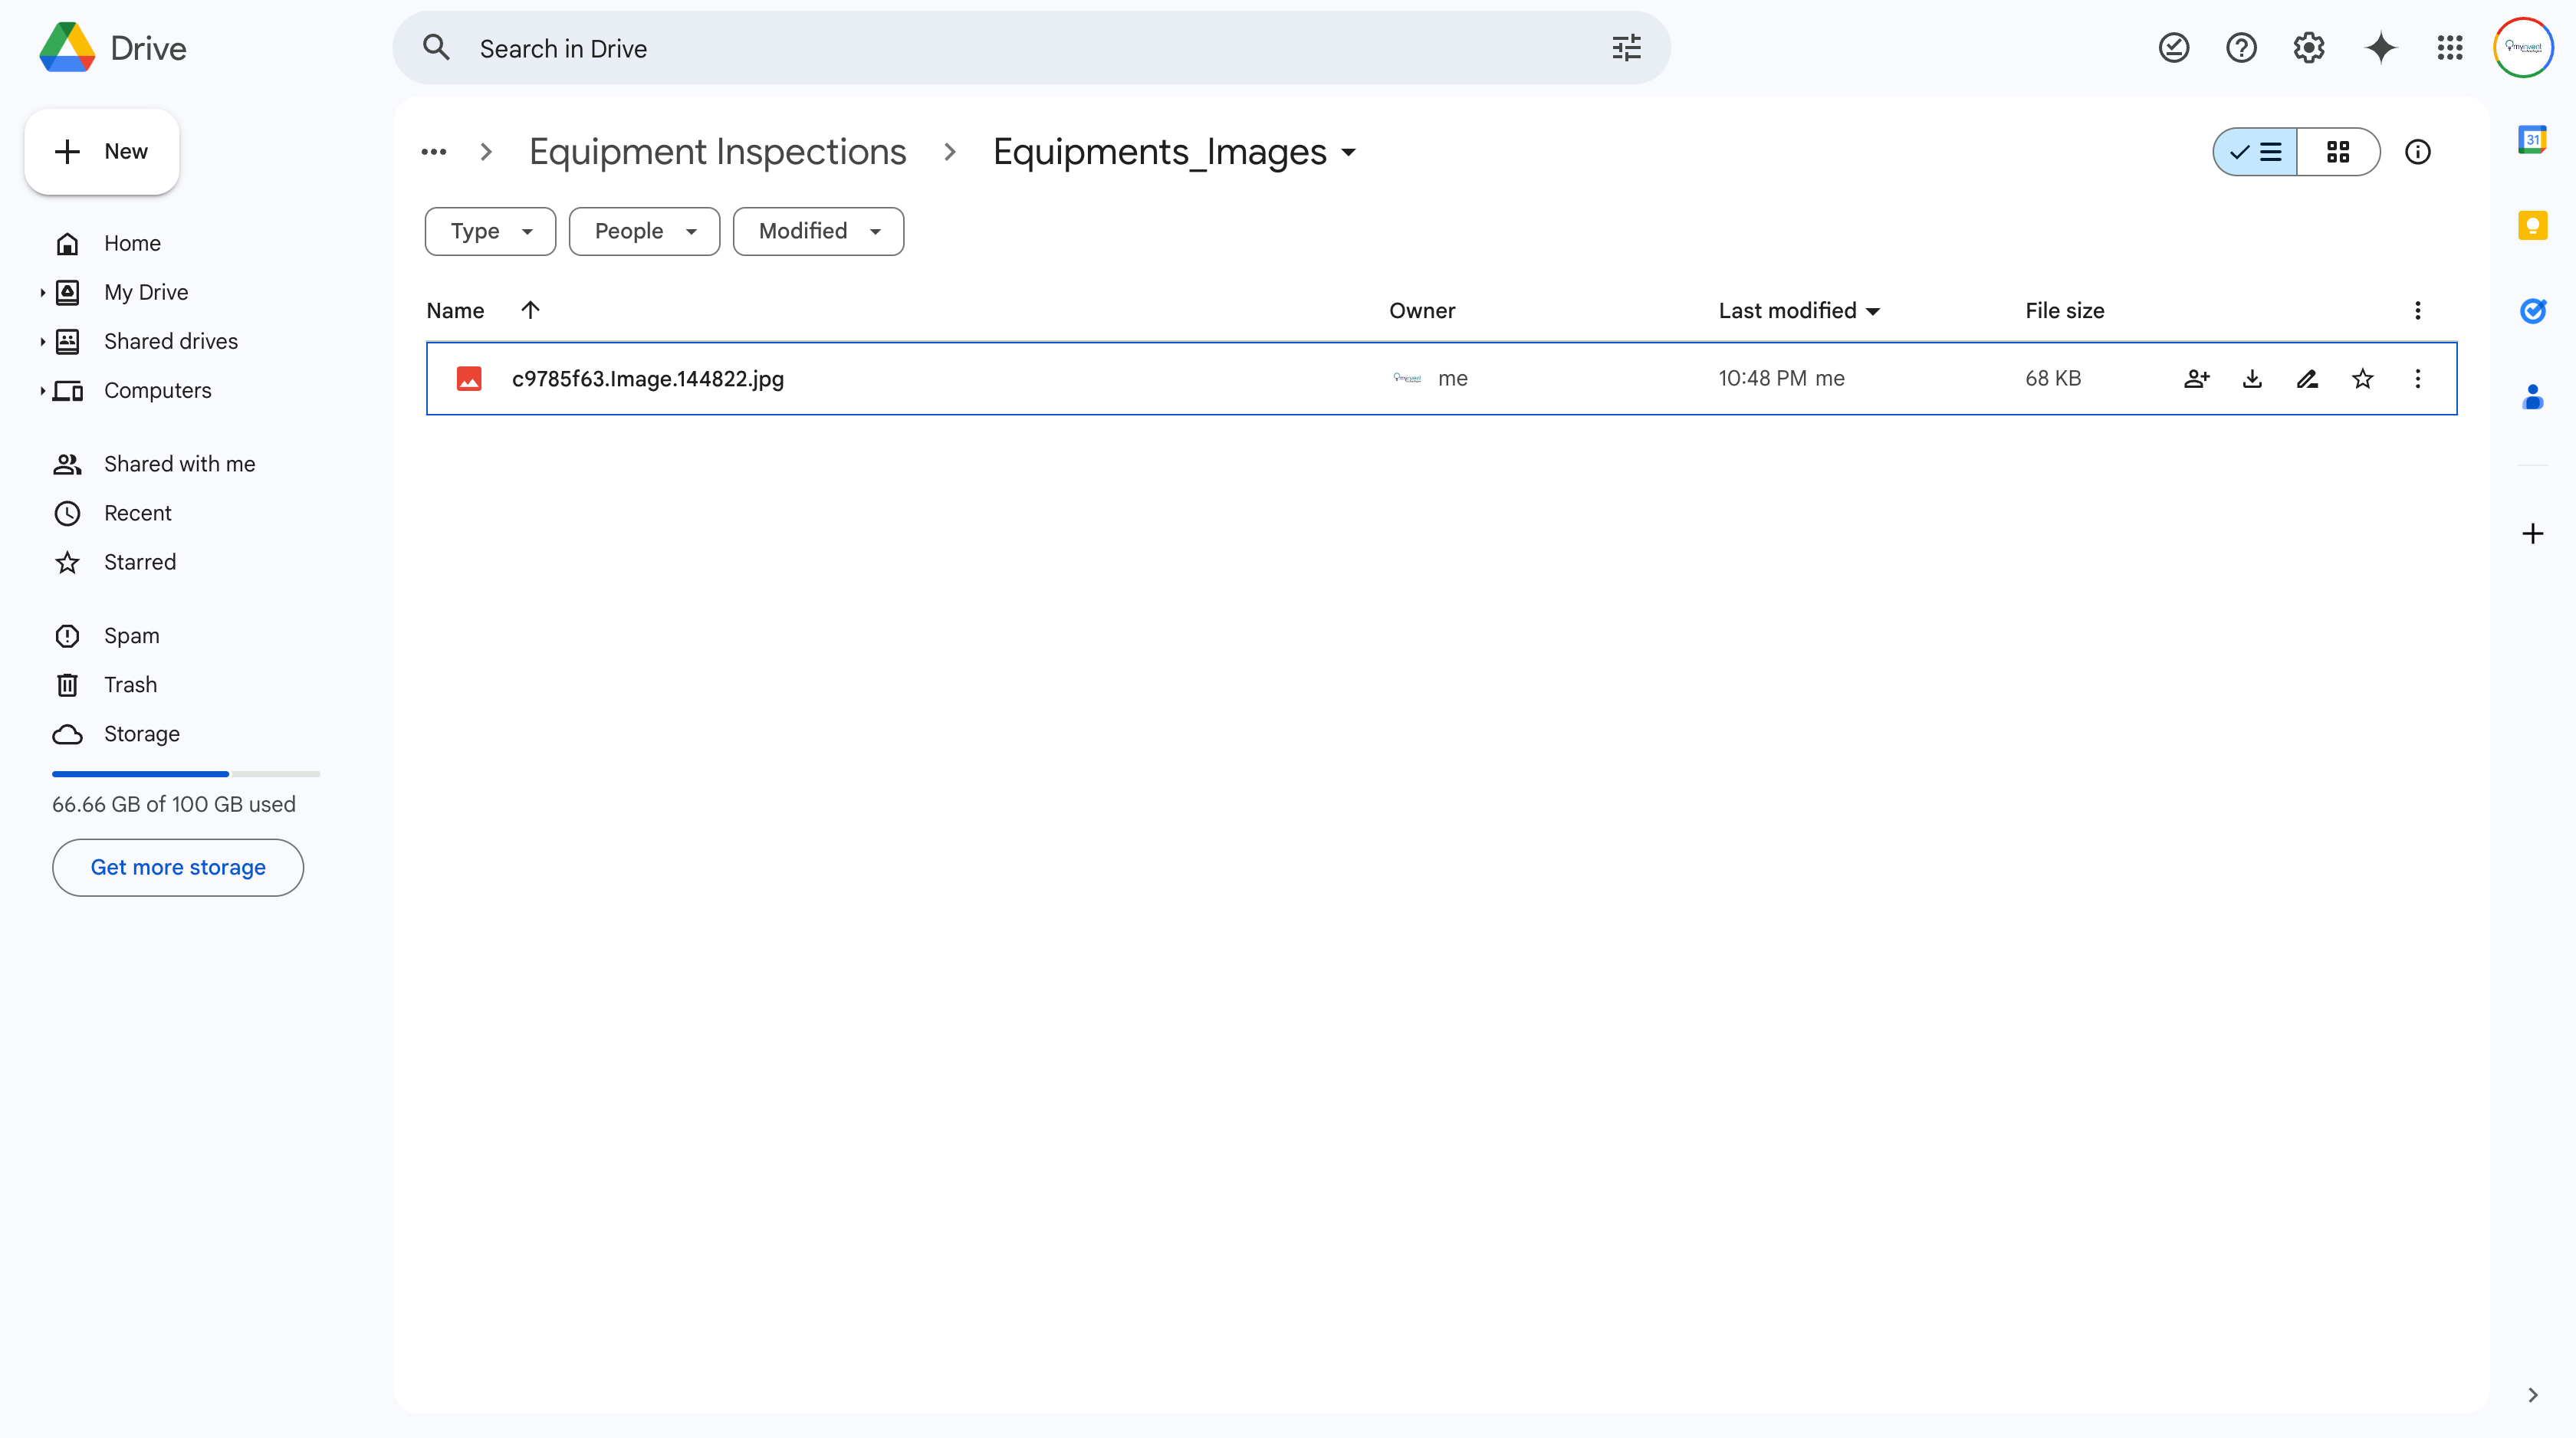 Drive
Search in Drive
myinvent
New
Equipment Inspections
Equipments_Images
31
Type
People
Modified
Home
My Drive
Shared drives
Computers
Shared with me
Recent
Starred
Spam
Trash
Storage
66.66 GB of 100 GB used
Get more storage
Name
Owner
Last modified
File size
c9785f63.Image.144822.jpg
me
10:48 PM me
68 KB